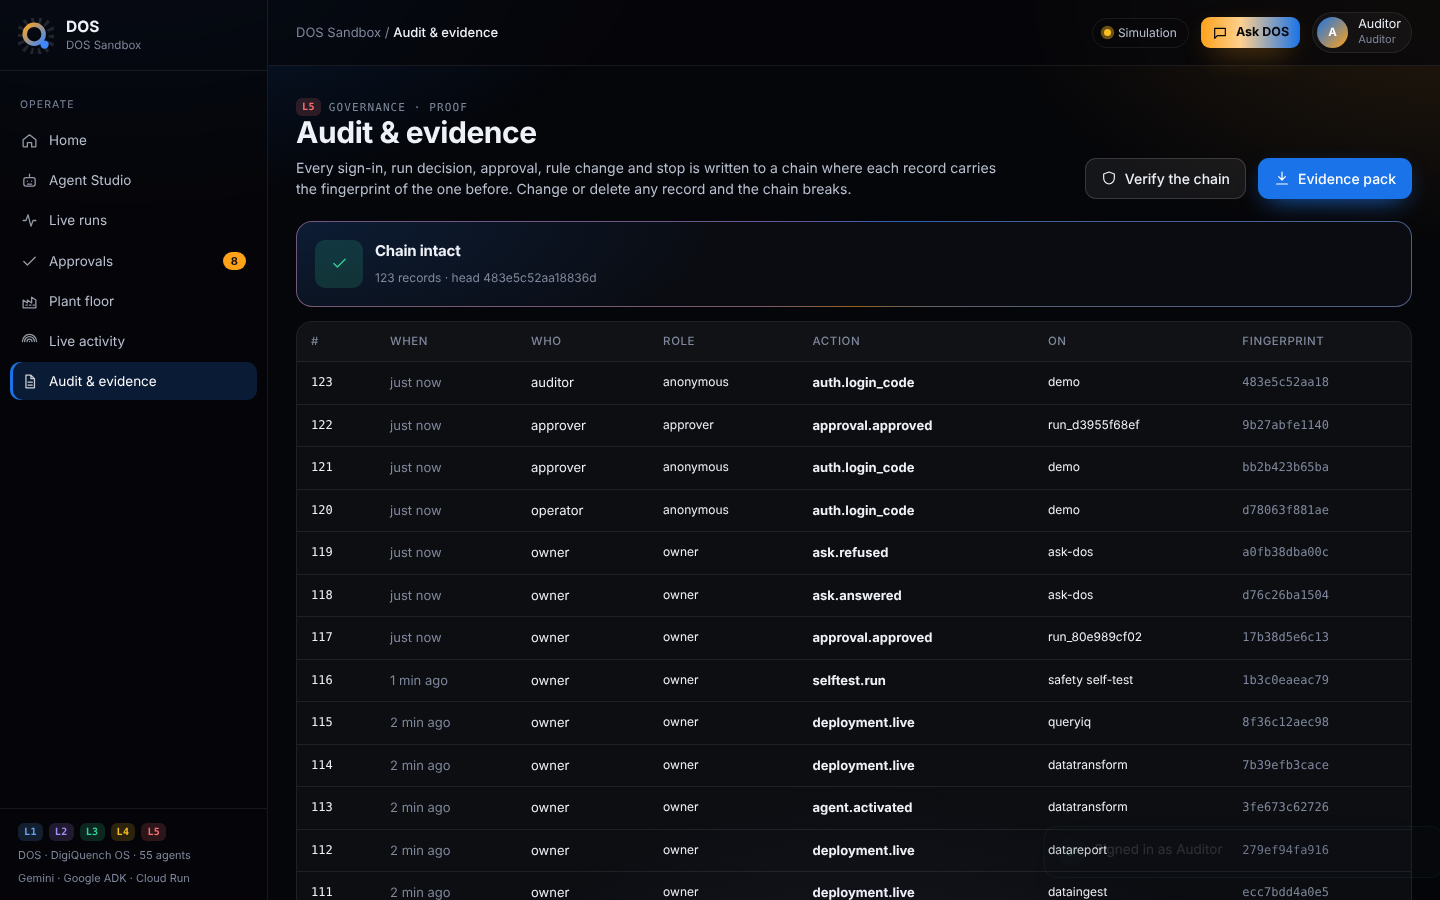 DOS
DOS Sandbox
OPERATE
Home
Agent Studio
Live runs
Approvals 8
Plant floor
Live activity
Audit & evidence
L1 L2 L3 L4 L5
DOS · DigiQuench OS · 55 agents
Gemini · Google ADK · Cloud Run
DOS Sandbox / Audit & evidence
Simulation
Ask DOS
A
Auditor
Auditor
L5 GOVERNANCE · PROOF
Audit & evidence
Every sign-in, run decision, approval, rule change and stop is written to a chain where each record carries
the fingerprint of the one before. Change or delete any record and the chain breaks.
Verify the chain
Evidence pack
Chain intact
123 records · head 483e5c52aa18836d
# WHEN WHO ROLE ACTION ON FINGERPRINT
123 just now auditor anonymous auth.login_code demo 483e5c52aa18
122 just now approver approver approval.approved run_d3955f68ef 9b27abfe1140
121 just now approver anonymous auth.login_code demo bb2b423b65ba
120 just now operator anonymous auth.login_code demo d78063f881ae
119 just now owner owner ask.refused ask-dos a0fb38dba00c
118 just now owner owner ask.answered ask-dos d76c26ba1504
117 just now owner owner approval.approved run_80e989cf02 17b38d5e6c13
116 1 min ago owner owner selftest.run safety self-test 1b3c0eaeac79
115 2 min ago owner owner deployment.live queryiq 8f36c12aec98
114 2 min ago owner owner deployment.live datatransform 7b39efb3cace
113 2 min ago owner owner agent.activated datatransform 3fe673c62726
112 2 min ago owner owner deployment.live datareport 279ef94fa916
in as Auditor
111 2 min ago owner owner deployment.live dataingest ecc7bdd4a0e5